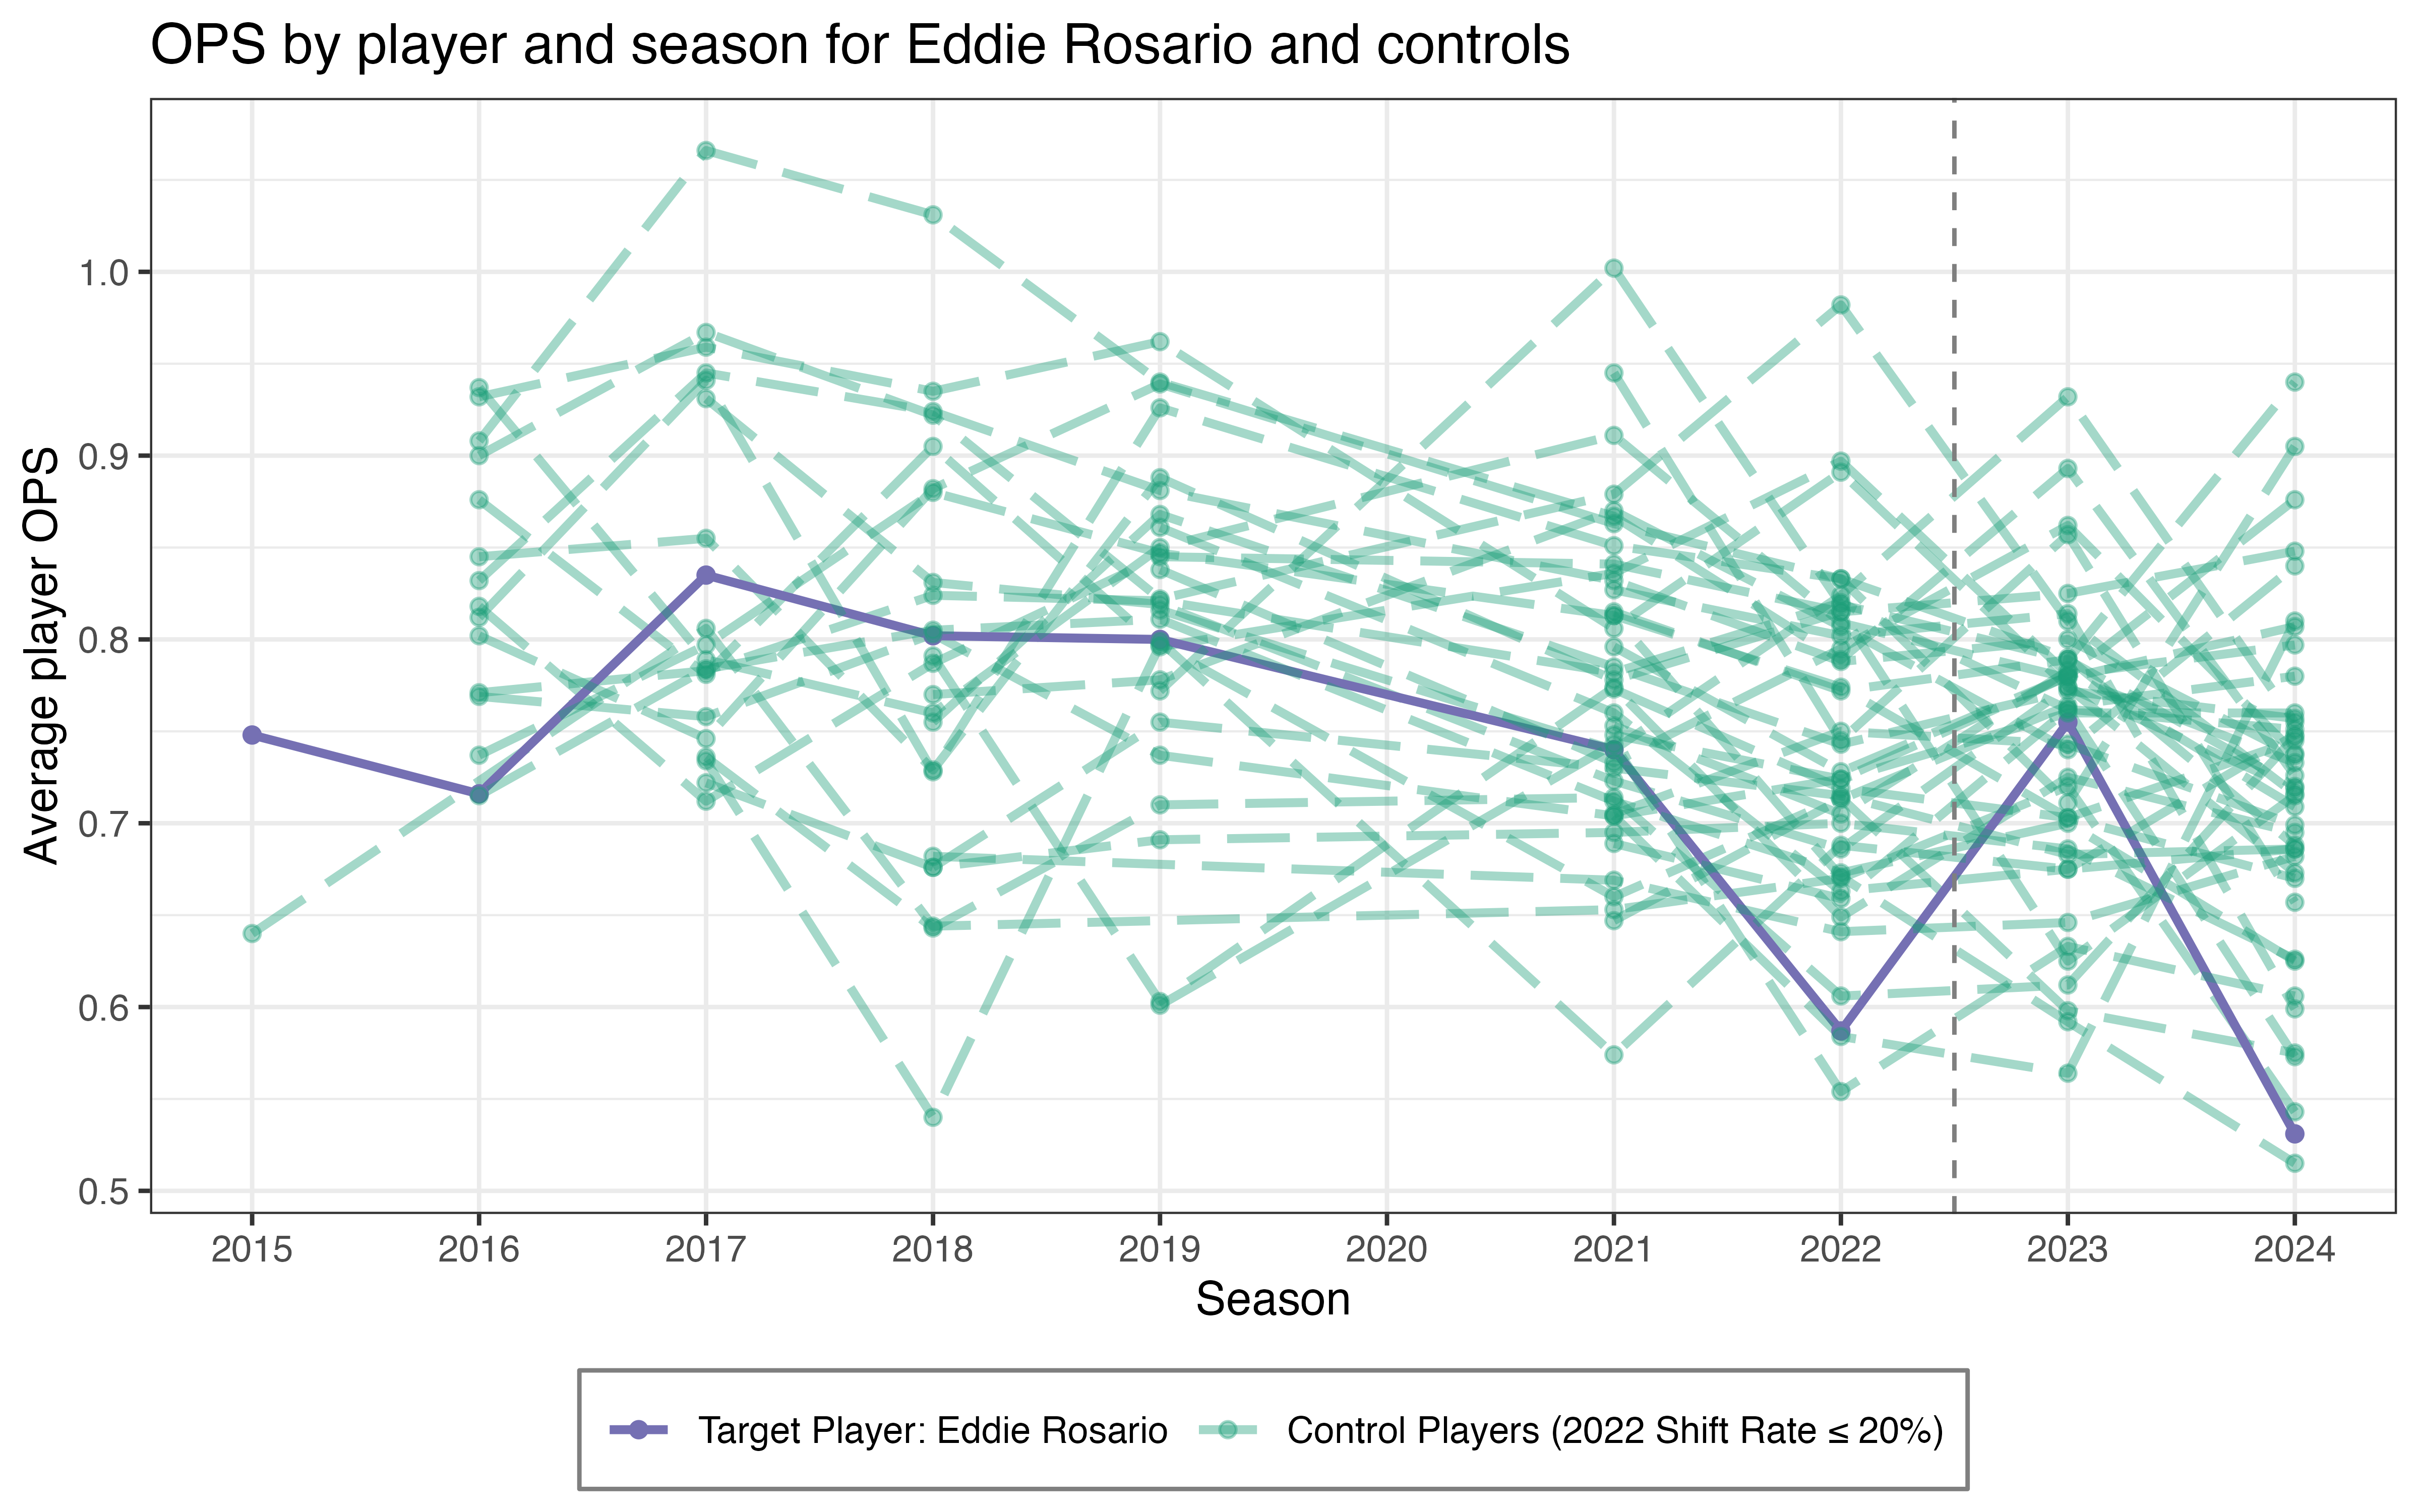 OPS by player and season for Eddie Rosario and controls
Average player OPS
1.0
0.9
0.8
0.7
0.6
0.5
2015 2016 2017 2018 2019 2020 2021 2022 2023 2024
Season
Target Player: Eddie Rosario Control Players (2022 Shift Rate ≤ 20%)